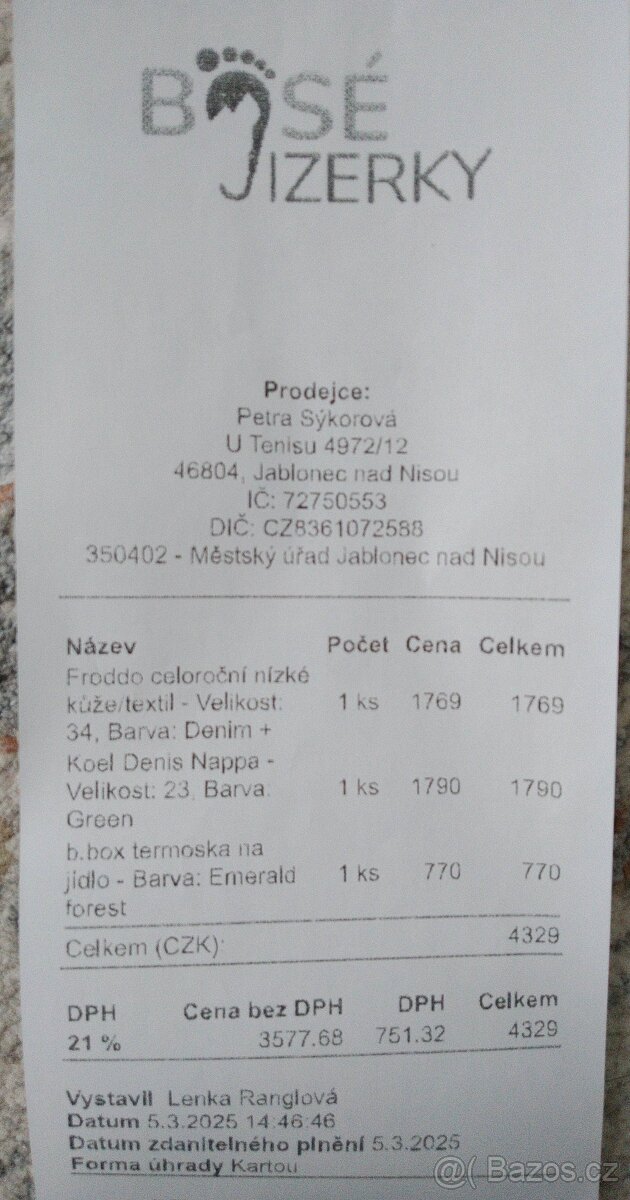 BOSÉ
JIZERKY
Prodejce:
Petra Sýkorová
U Tenisu 4972/12
46804, Jablonec nad Nisou
IČ: 72750553
DIČ: CZ8361072588
350402 - Městský úřad Jablonec nad Nisou
Název Počet Cena Celkem
Froddo celoroční nízké
kůže/textil - Velikost: 1 ks 1769 1769
34, Barva: Denim +
Koel Denis Nappa -
Velikost: 23, Barva: 1 ks 1790 1790
Green
b.box termoska na
jídlo - Barva: Emerald 1 ks 770 770
forest
Celkem (CZK): 4329
DPH Cena bez DPH DPH Celkem
21 % 3577.68 751.32 4329
Vystavil Lenka Ranglová
Datum 5.3.2025 14:46:46
Datum zdanitelného plnění 5.3.2025
Forma úhrady Kartou
@( Bazos.cz